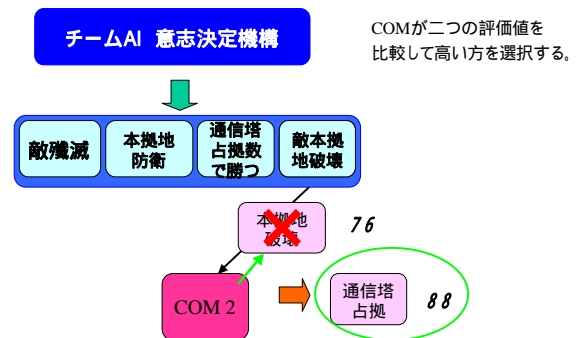 チームAI 意志決定機構
COMが二つの評価値を
比較して高い方を選択する。
敵殲滅
本拠地
防衛
通信塔
占拠数
で勝つ
敵本拠
地破壊
本拠地
破壊
76
COM 2
通信塔
占拠
88